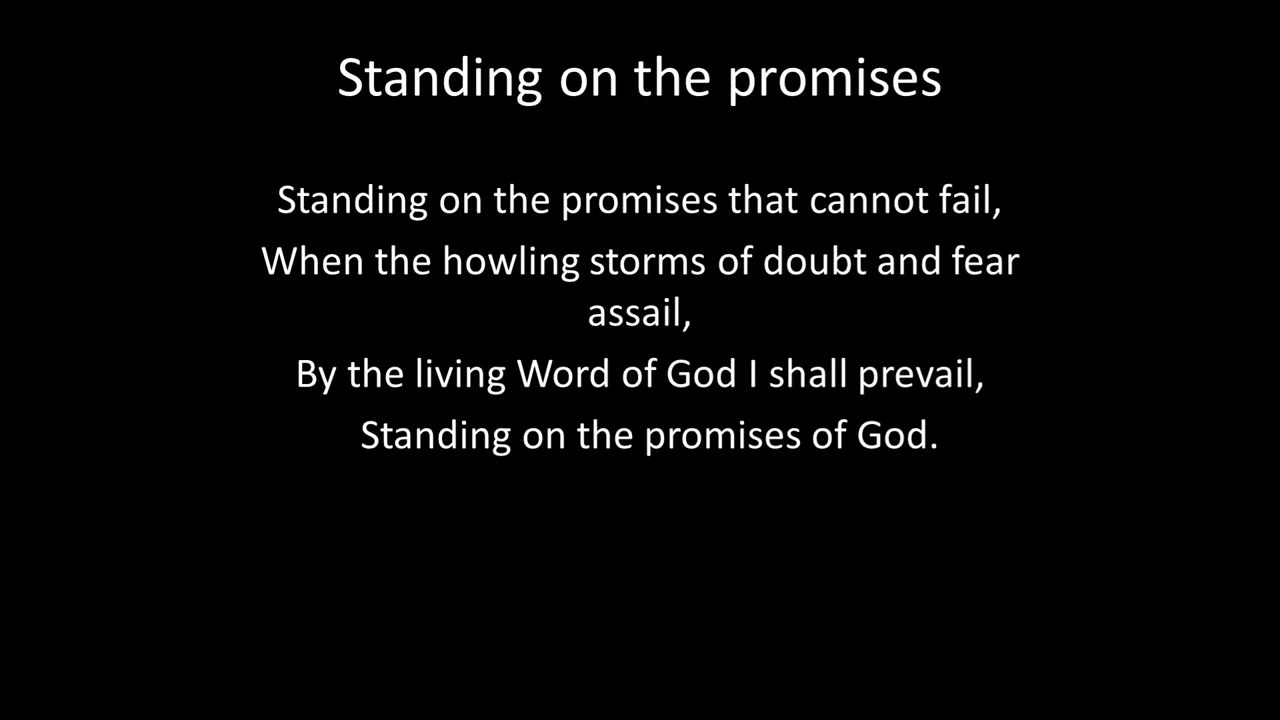 Standing on the promises
Standing on the promises that cannot fail,
When the howling storms of doubt and fear
assail,
By the living Word of God I shall prevail,
Standing on the promises of God.